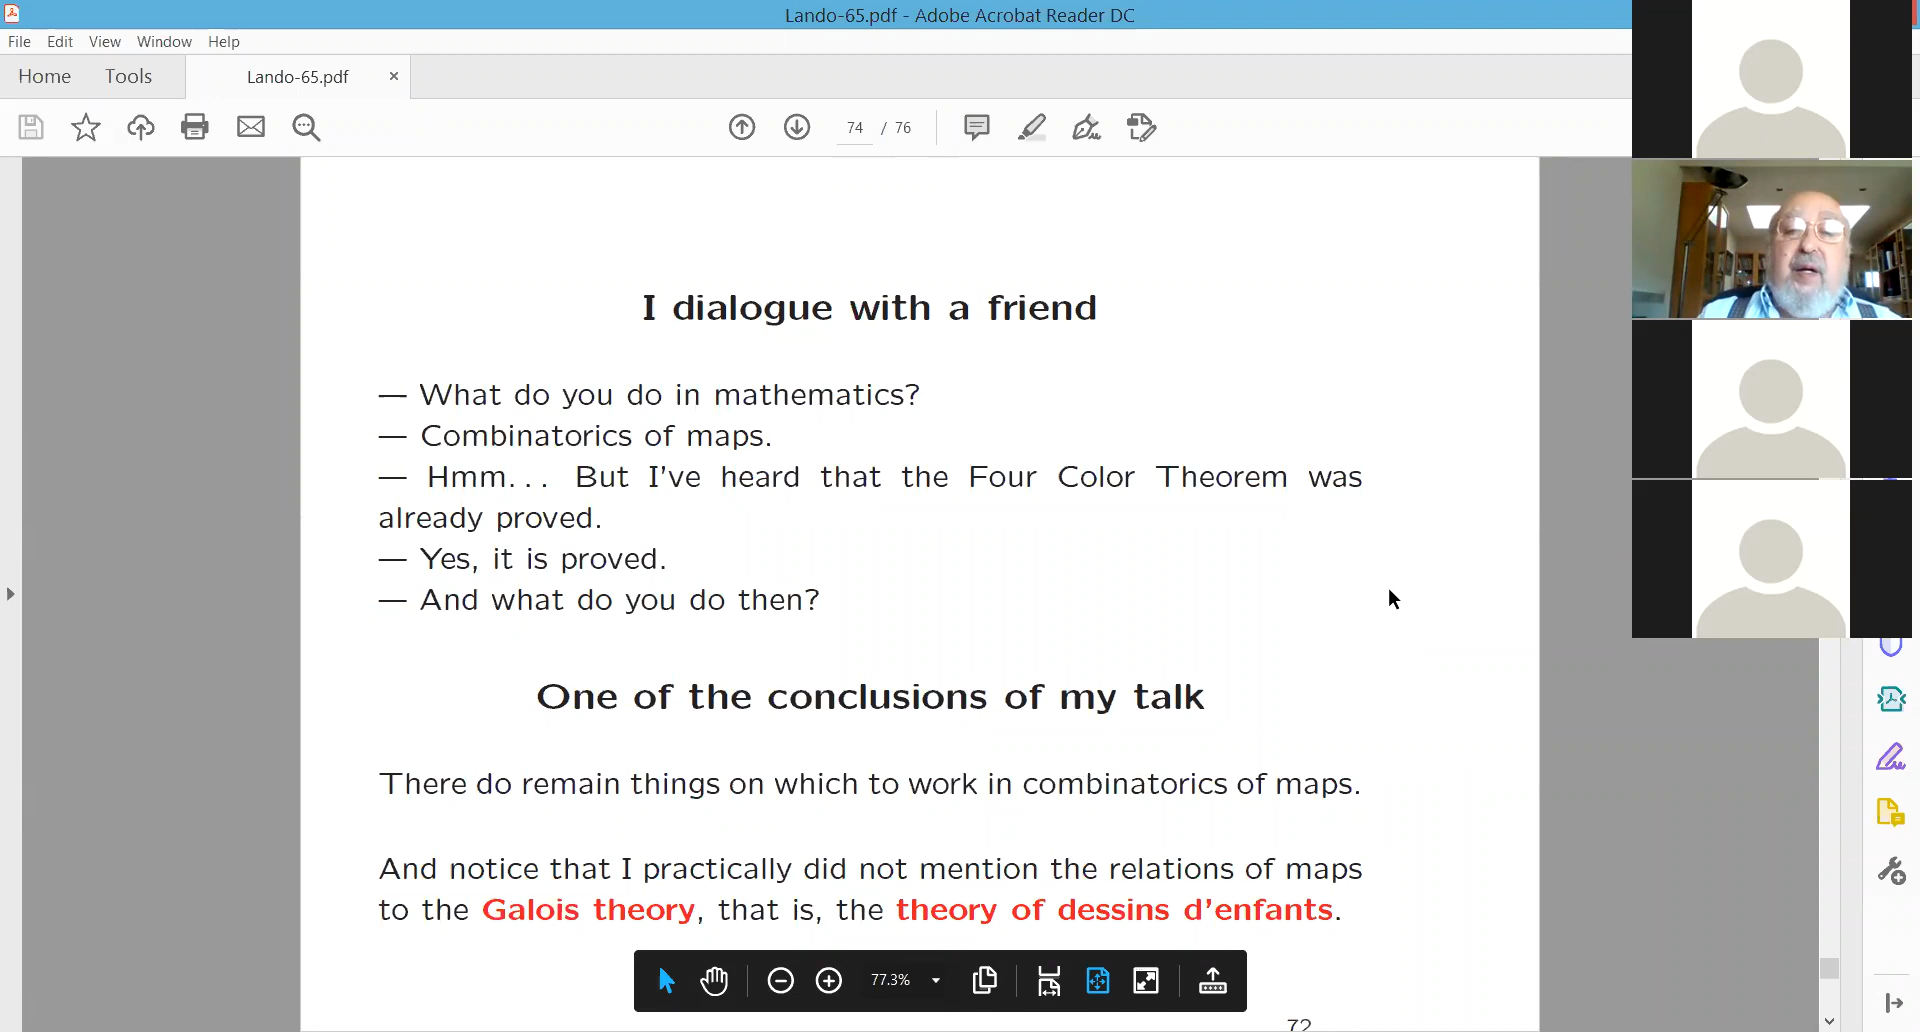 Lando-65.pdf - Adobe Acrobat Reader DC
File Edit View Window Help
Home Tools Lando-65.pdf ×
74 / 76
I dialogue with a friend
— What do you do in mathematics?
— Combinatorics of maps.
— Hmm... But I've heard that the Four Color Theorem was
already proved.
— Yes, it is proved.
— And what do you do then?
One of the conclusions of my talk
There do remain things on which to work in combinatorics of maps.
And notice that I practically did not mention the relations of maps
to the Galois theory, that is, the theory of dessins d'enfants.
77.3%
72